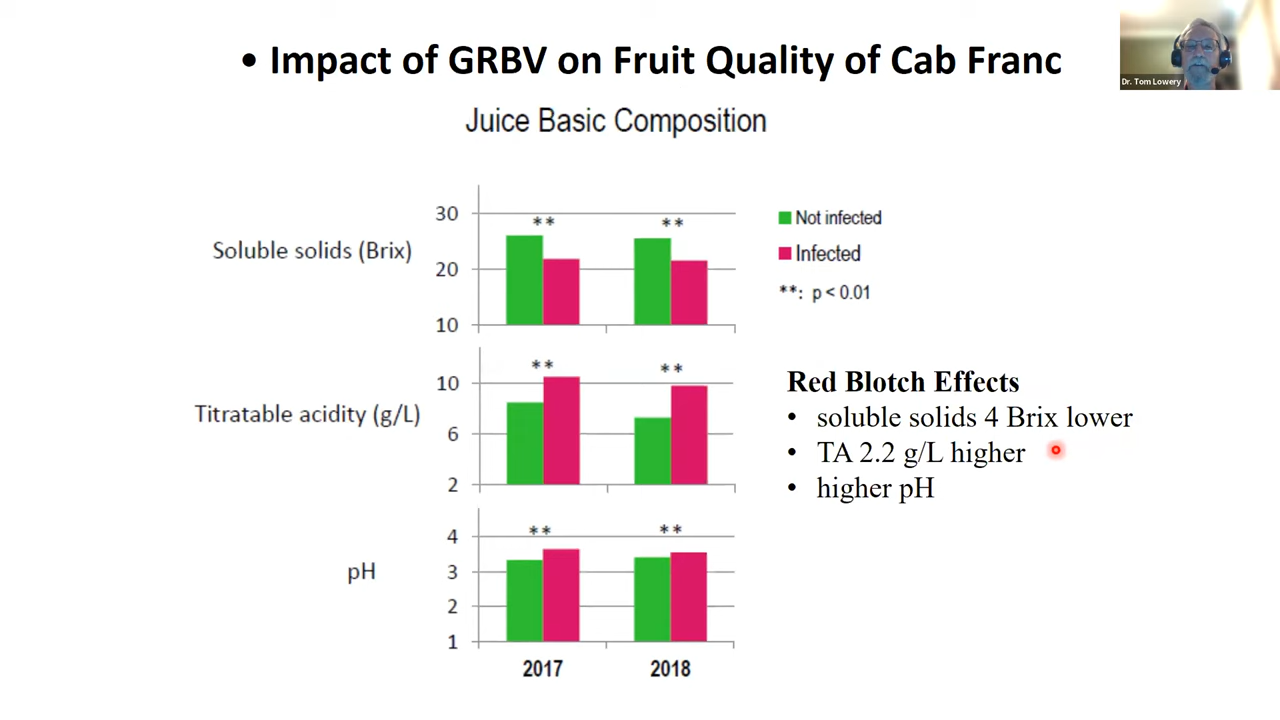 • Impact of GRBV on Fruit Quality of Cab Franc
Dr. Tom Lowery
Juice Basic Composition
Soluble solids (Brix)
30
20
10
**
**
Not infected
Infected
**: p < 0.01
Titratable acidity (g/L)
10
6
2
**
**
Red Blotch Effects
• soluble solids 4 Brix lower
• TA 2.2 g/L higher
• higher pH
pH
4
3
2
1
**
**
2017
2018